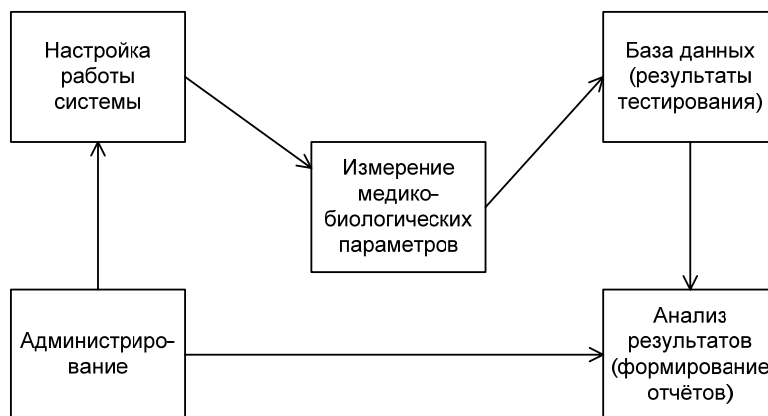 Настройка
работы
системы
База данных
(результаты
тестирования)
Измерение
медико-
биологических
параметров
Администриро-
вание
Анализ
результатов
(формирование
отчётов)